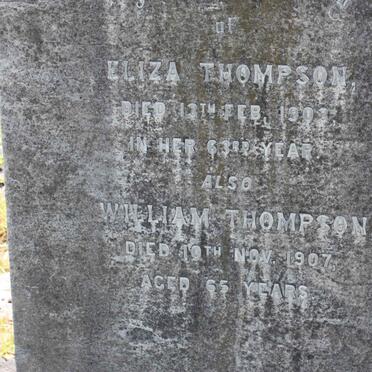 of
ELIZA THOMPSON,
DIED 13TH FEB. 1903
IN HER 63RD YEAR.
ALSO
WILLIAM THOMPSON
DIED 10TH NOV. 1907,
AGED 65 YEARS